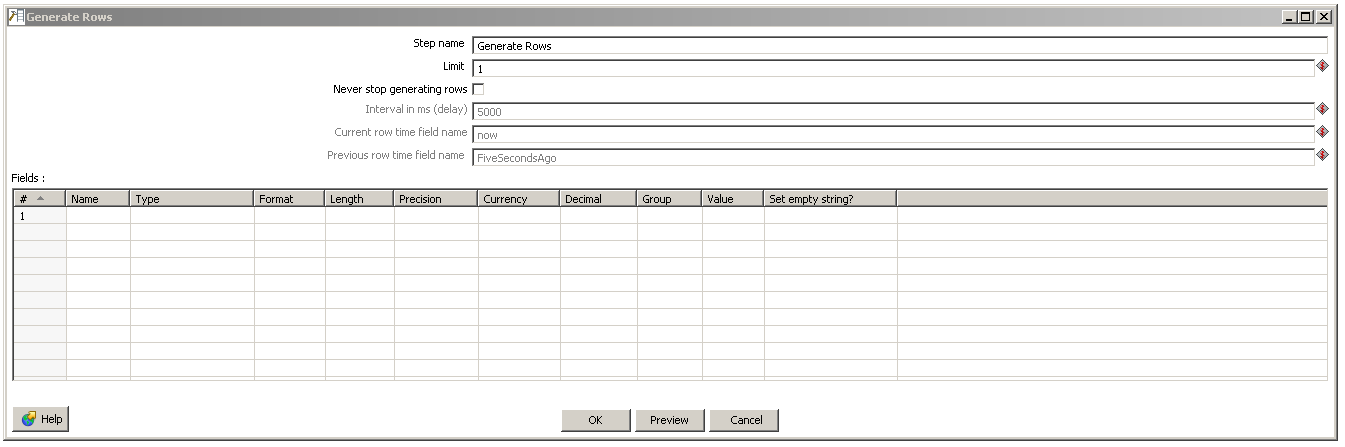 Generate Rows
Step name Generate Rows
Limit 1
Never stop generating rows
Interval in ms (delay) 5000
Current row time field name now
Previous row time field name FiveSecondsAgo
Fields :
# Name Type Format Length Precision Currency Decimal Group Value Set empty string?
1
Help OK Preview Cancel